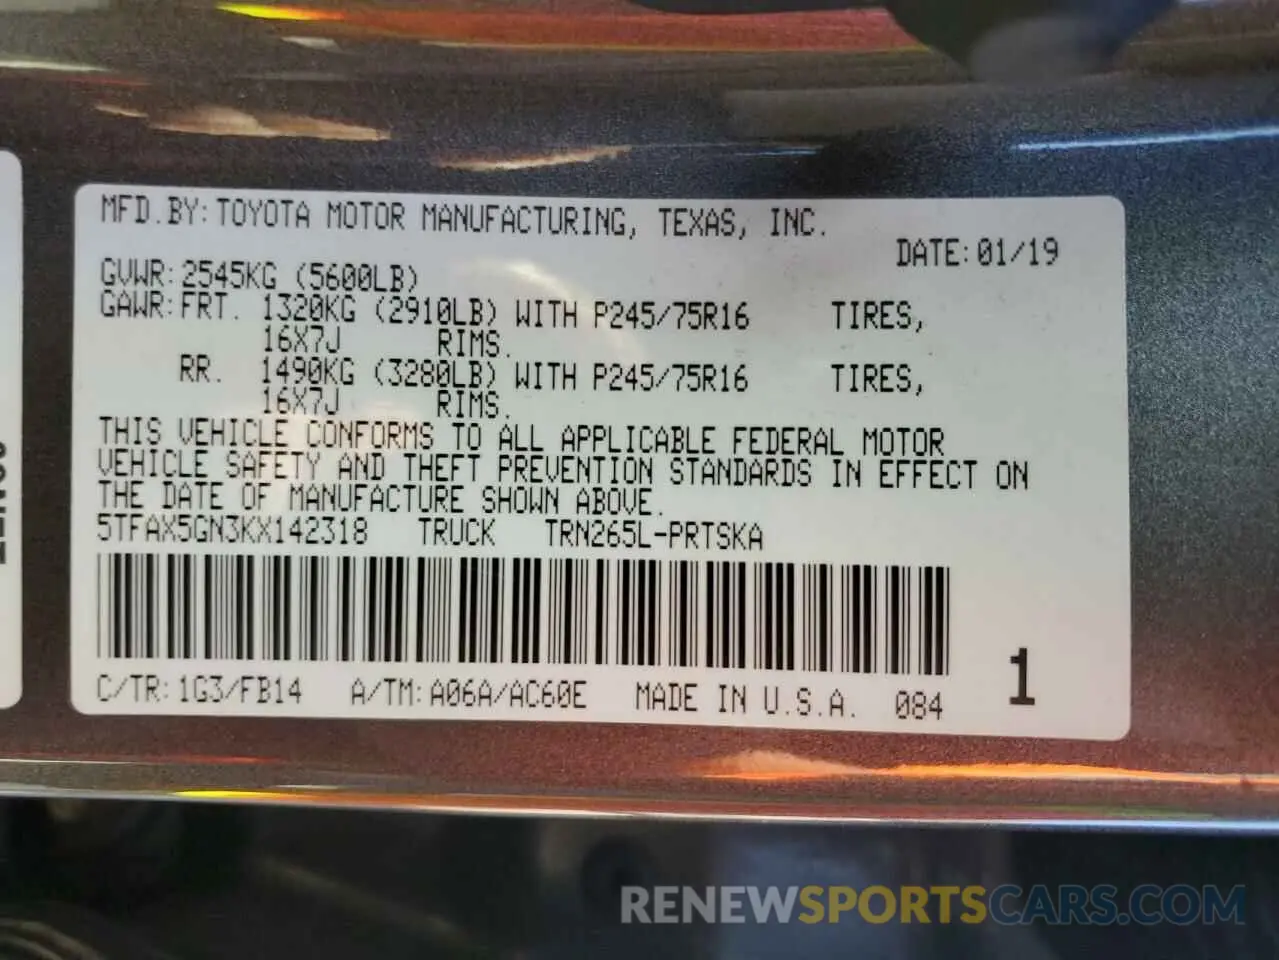 MFD.BY:TOYOTA MOTOR MANUFACTURING, TEXAS, INC.
DATE:01/19
GVWR:2545KG (5600LB)
GAWR:FRT. 1320KG (2910LB) WITH P245/75R16 TIRES,
16X7J RIMS.
RR. 1490KG (3280LB) WITH P245/75R16 TIRES,
16X7J RIMS.
THIS VEHICLE CONFORMS TO ALL APPLICABLE FEDERAL MOTOR
VEHICLE SAFETY AND THEFT PREVENTION STANDARDS IN EFFECT ON
THE DATE OF MANUFACTURE SHOWN ABOVE.
5TFAX5GN3KX142318 TRUCK TRN265L-PRTSKA
C/TR:1G3/FB14 A/TM:A06A/AC60E MADE IN U.S.A. 084
1
RENEWSPORTSCARS.COM